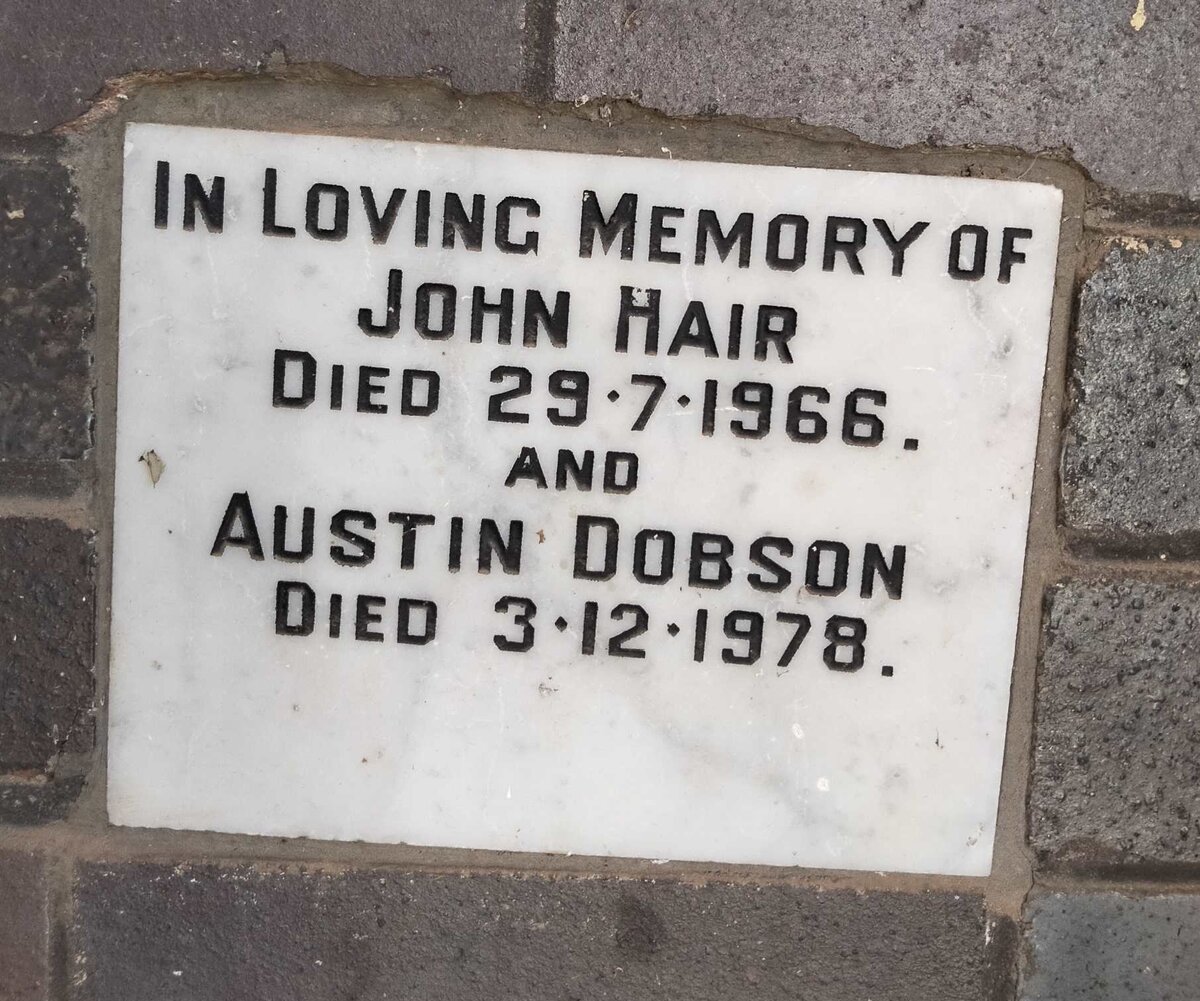 IN LOVING MEMORY OF
JOHN HAIR
DIED 29·7·1966.
AND
AUSTIN DOBSON
DIED 3·12·1978.